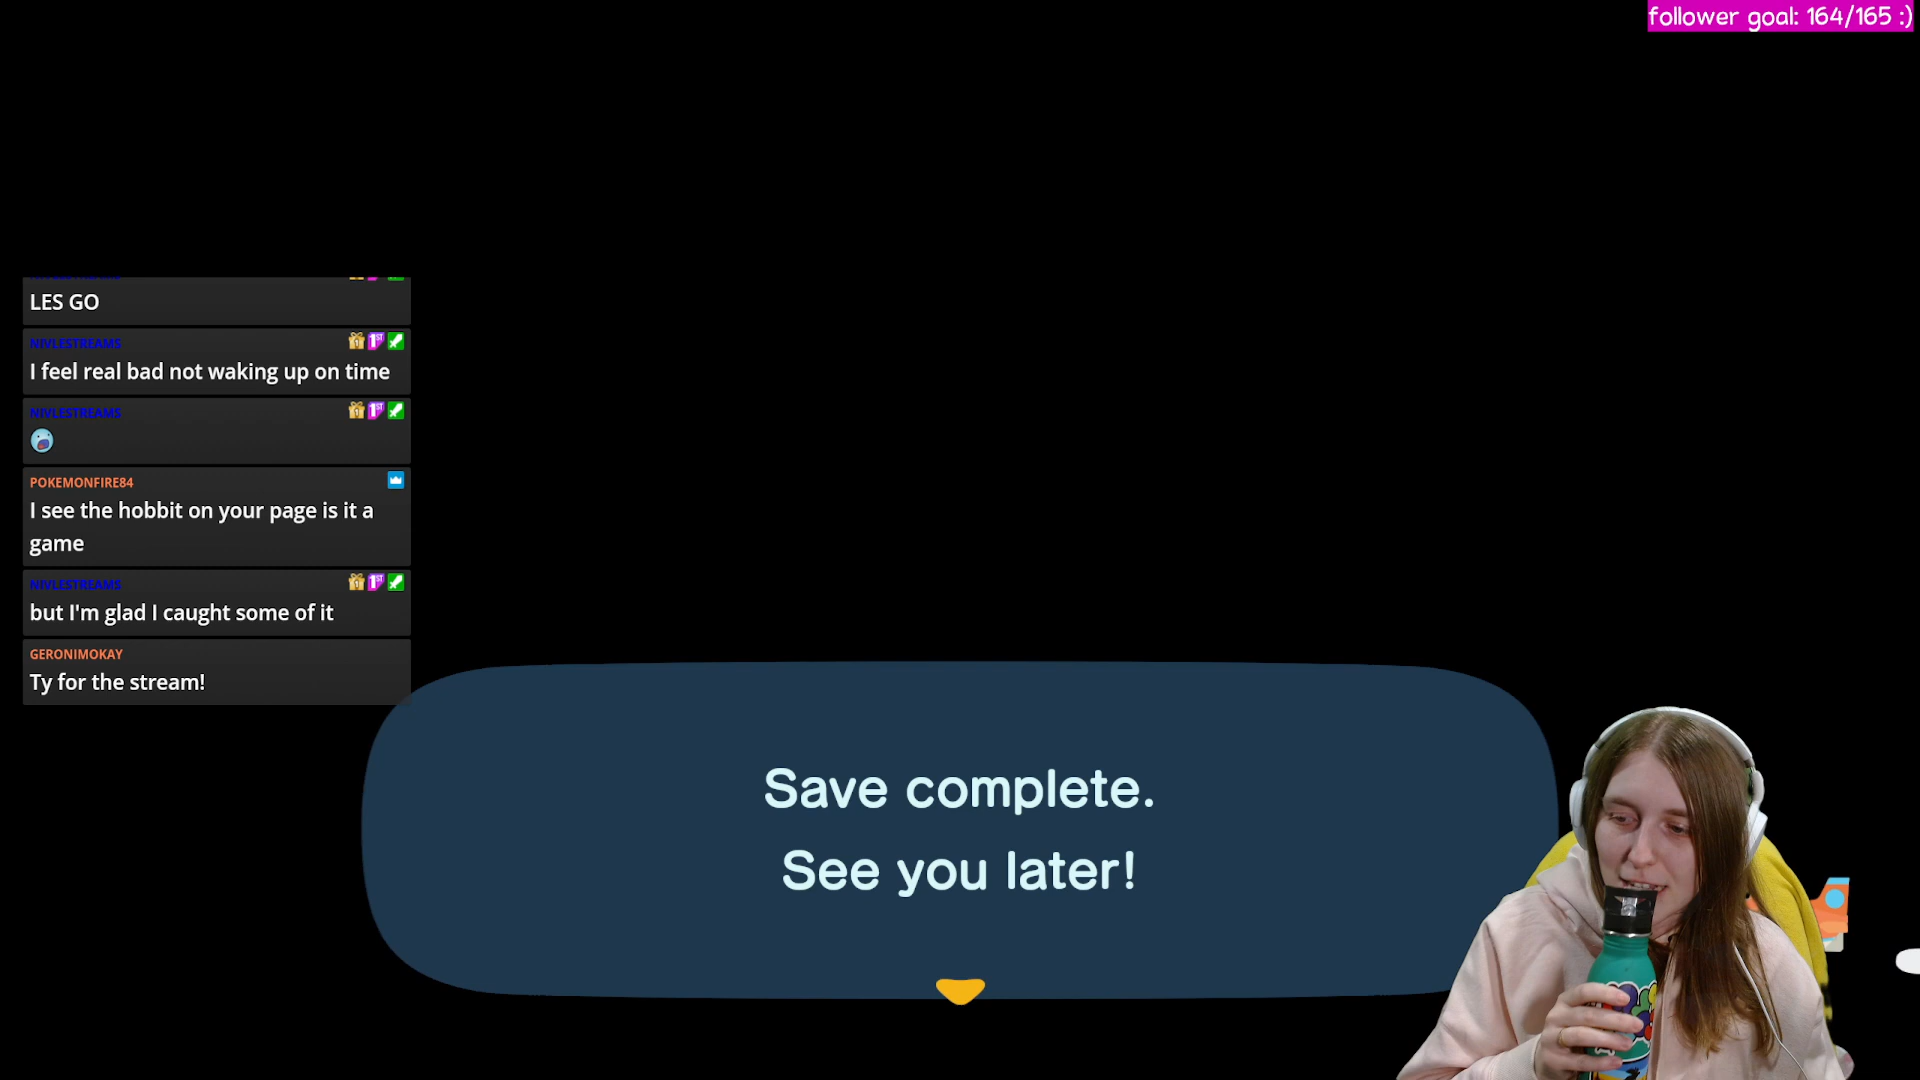 follower goal: 164/165 :)
LES GO
NIVLESTREAMS
I feel real bad not waking up on time
NIVLESTREAMS
POKEMONFIRE84
I see the hobbit on your page is it a
game
NIVLESTREAMS
but I'm glad I caught some of it
GERONIMOKAY
Ty for the stream!
Save complete.
See you later!